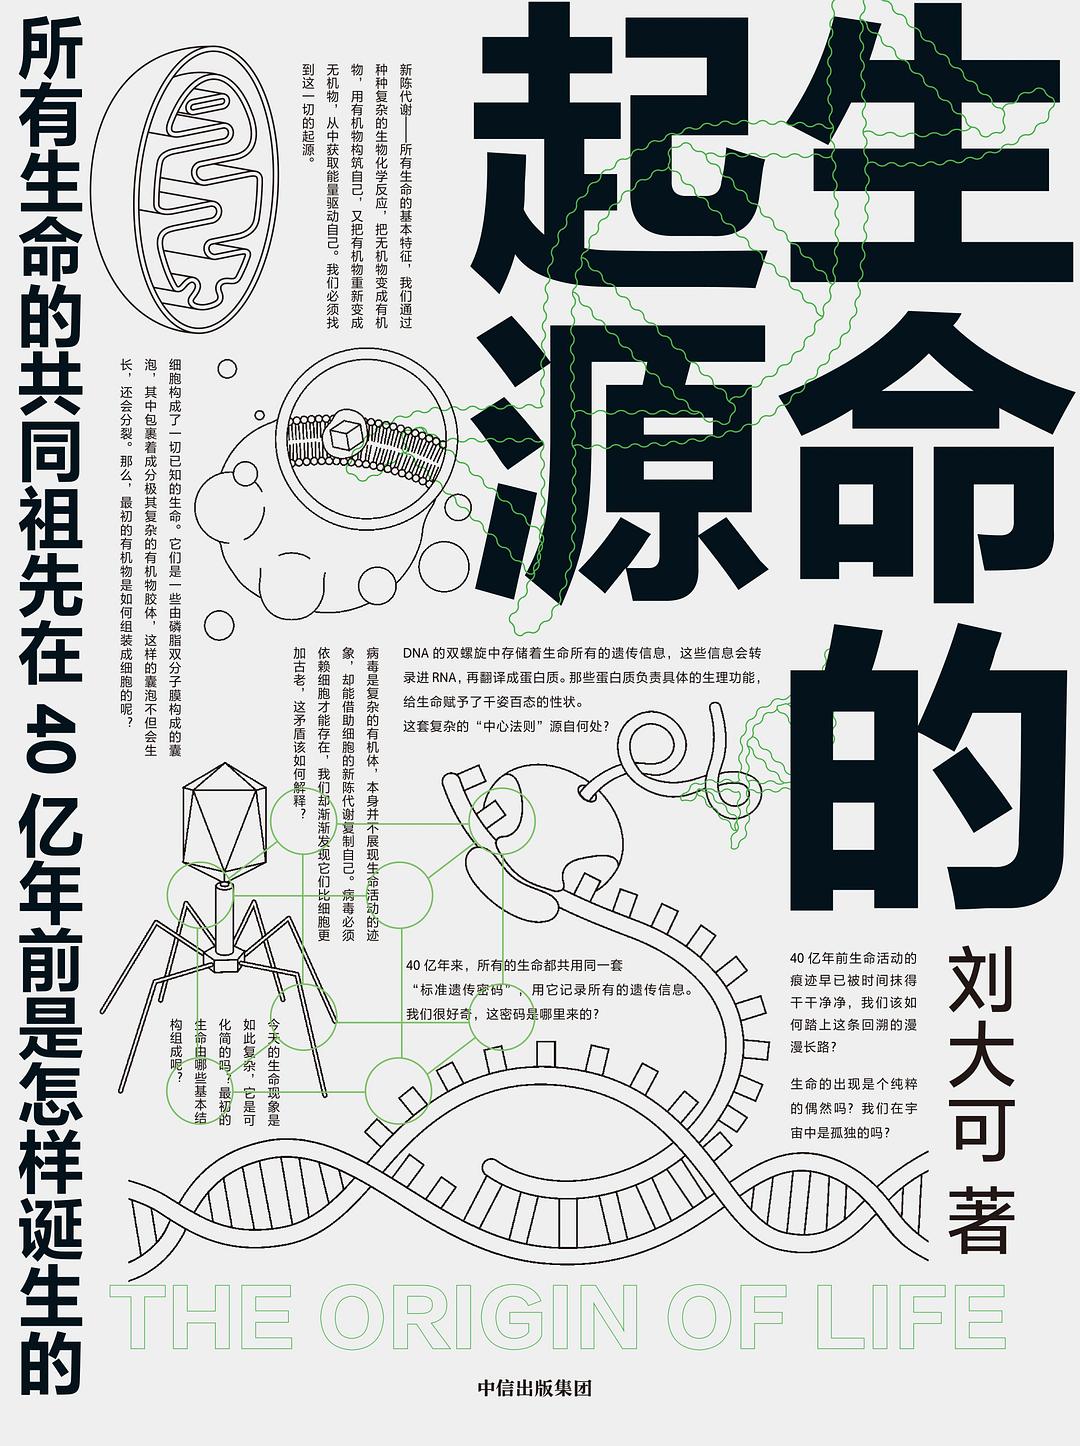 生命的
起源
刘大可 著
所有生命的共同祖先在 40 亿年前是怎样诞生的
新陈代谢——所有生命的基本特征，我们通过
种种复杂的生物化学反应，把无机物变成有机
物，用有机物构筑自己，又把有机物重新变成
无机物，从中获取能量驱动自己。我们必须找
到这一切的起源。
细胞构成了一切已知的生命。它们是一些由磷脂双分子膜构成的囊
泡，其中包裹着成分极其复杂的有机物胶体，这样的囊泡不但会生
长，还会分裂。那么，最初的有机物是如何组装成细胞的呢？
DNA 的双螺旋中存储着生命所有的遗传信息，这些信息会转
录进 RNA，再翻译成蛋白质。那些蛋白质负责具体的生理功能，
给生命赋予了千姿百态的性状。
这套复杂的“中心法则”源自何处？
病毒是复杂的有机体，本身并不展现生命活动的迹
象，却能借助细胞的新陈代谢复制自己。病毒必须
依赖细胞才能存在，我们却渐渐发现它们比细胞更
加古老，这矛盾该如何解释？
40 亿年来，所有的生命都共用同一套
“标准遗传密码”，用它记录所有的遗传信息。
我们很好奇，这密码是哪里来的？
今天的生命现象是
如此复杂，它是可
化简的吗？最初的
生命由哪些基本结
构组成呢？
40 亿年前生命活动的
痕迹早已被时间抹得
干干净净，我们该如
何踏上这条回溯的漫
漫长路？
生命的出现是个纯粹
的偶然吗？我们在宇
宙中是孤独的吗？
THE ORIGIN OF LIFE
中信出版集团